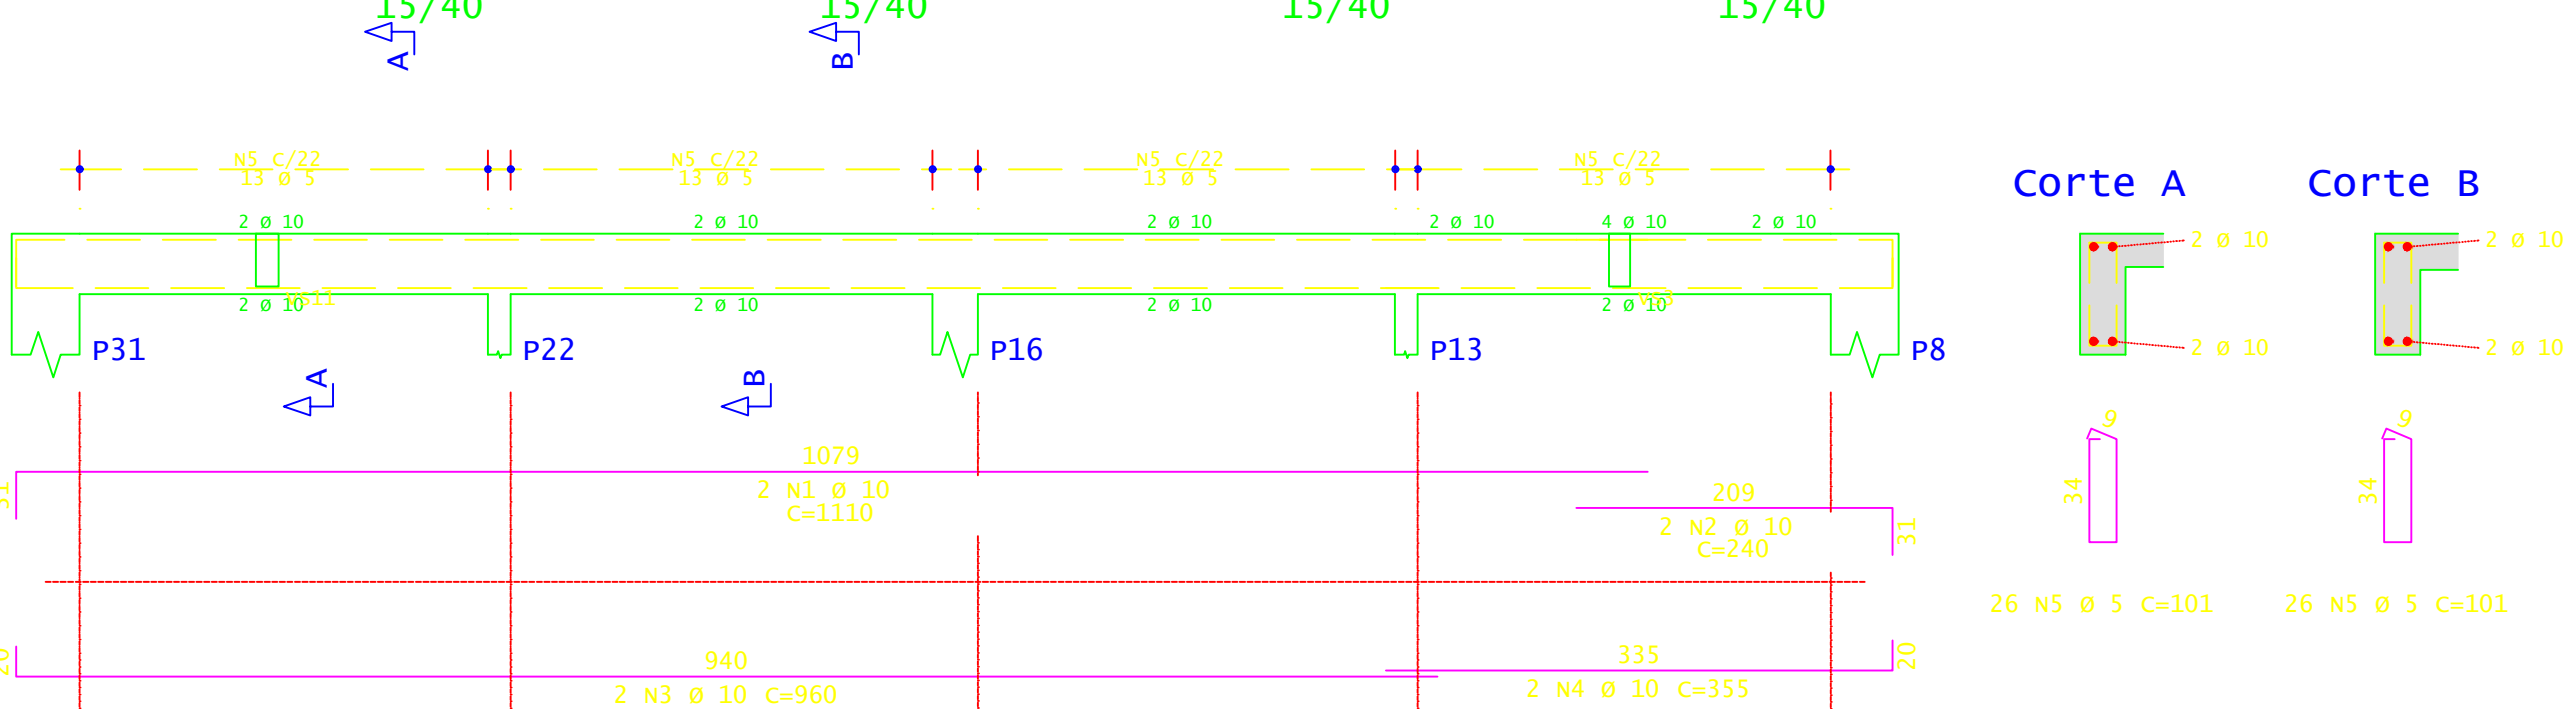 15/40 15/40 15/40 15/40
A B
N5 C/22 N5 C/22 N5 C/22 N5 C/22
13 Ø 5 13 Ø 5 13 Ø 5 13 Ø 5
Corte A Corte B
2 Ø 10 2 Ø 10 2 Ø 10 2 Ø 10 4 Ø 10 2 Ø 10
2 Ø 10 2 Ø 10
2 Ø 10 VS11 2 Ø 10 2 Ø 10 2 Ø 10 VS3
P31 P22 P16 P13 P8
2 Ø 10 2 Ø 10
A B
9 9
1079
31 2 N1 Ø 10 209 34 34
C=1110
2 N2 Ø 10 31
C=240
26 N5 Ø 5 C=101 26 N5 Ø 5 C=101
20 940 335 20
2 N3 Ø 10 C=960 2 N4 Ø 10 C=355